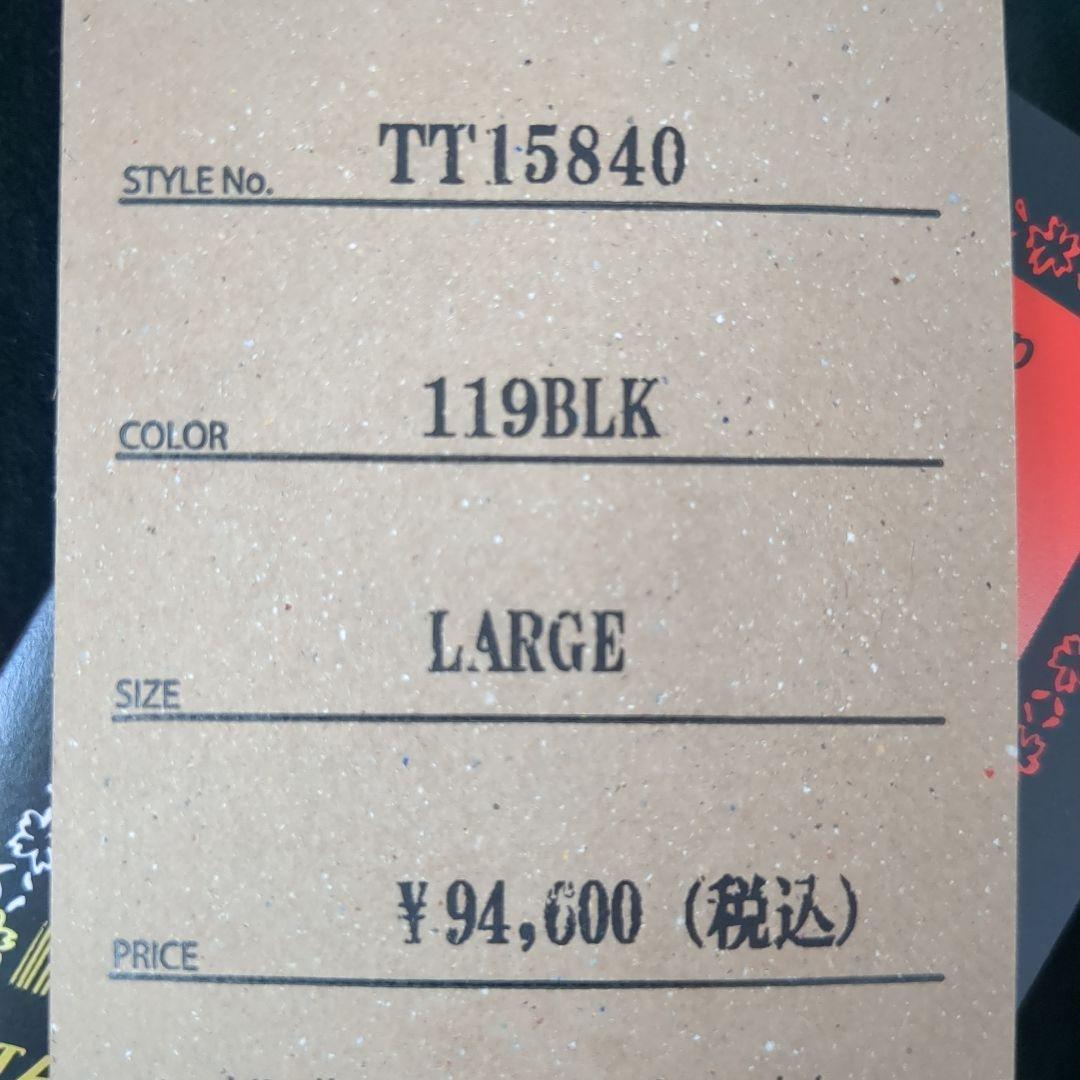 STYLE No. TT15840
COLOR 119BLK
SIZE LARGE
PRICE ¥94,600 (税込)